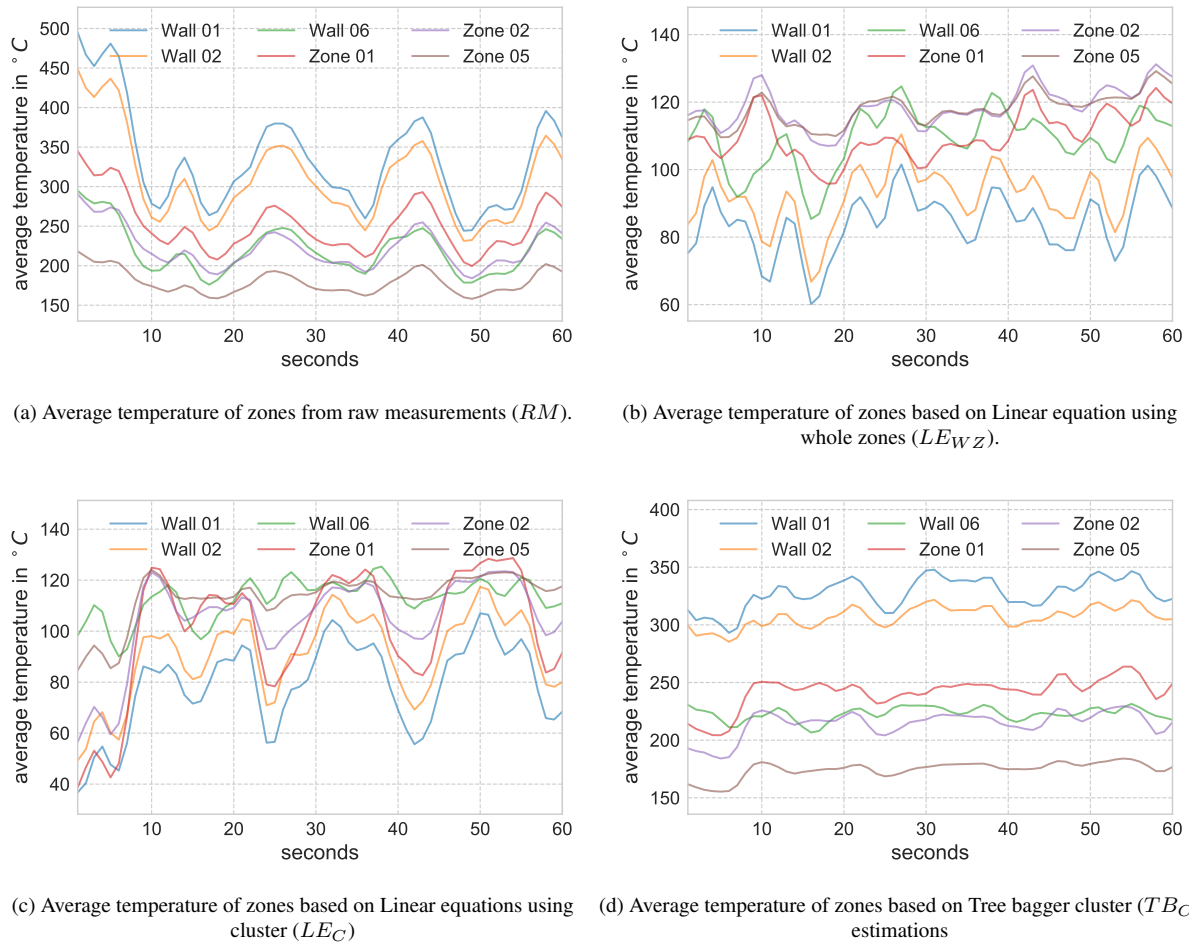 Wall 01 Wall 06 Zone 02
Wall 02 Zone 01 Zone 05
average temperature in °C
500
450
400
350
300
250
200
150
10 20 30 40 50 60
seconds
(a) Average temperature of zones from raw measurements (RM).
Wall 01 Wall 06 Zone 02
Wall 02 Zone 01 Zone 05
average temperature in °C
140
120
100
80
60
10 20 30 40 50 60
seconds
(b) Average temperature of zones based on Linear equation using
whole zones (LE_WZ).
Wall 01 Wall 06 Zone 02
Wall 02 Zone 01 Zone 05
average temperature in °C
140
120
100
80
60
40
10 20 30 40 50 60
seconds
(c) Average temperature of zones based on Linear equations using
cluster (LE_C)
Wall 01 Wall 06 Zone 02
Wall 02 Zone 01 Zone 05
average temperature in °C
400
350
300
250
200
150
10 20 30 40 50 60
seconds
(d) Average temperature of zones based on Tree bagger cluster (TB_C
estimations